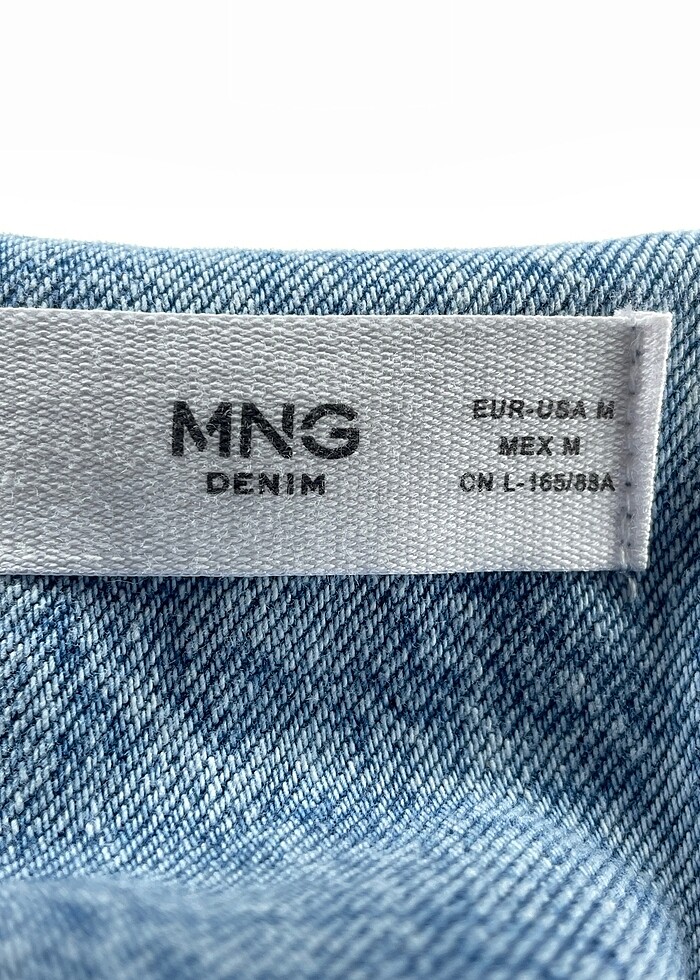 MNG
DENIM
EUR-USA M
MEX M
CN L-165/88A